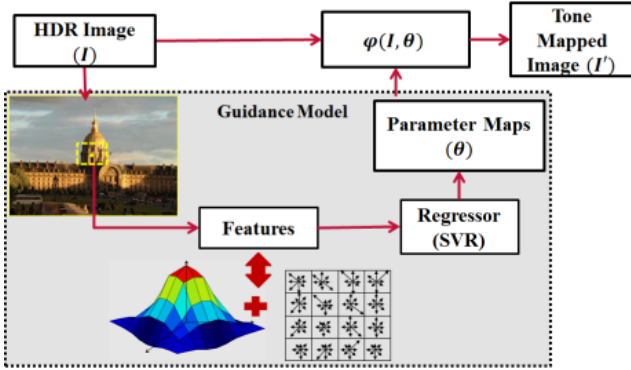 HDR Image
(I)
φ(I, θ)
Tone
Mapped
Image (I′)
Guidance Model
Parameter Maps
(θ)
Features
Regressor
(SVR)